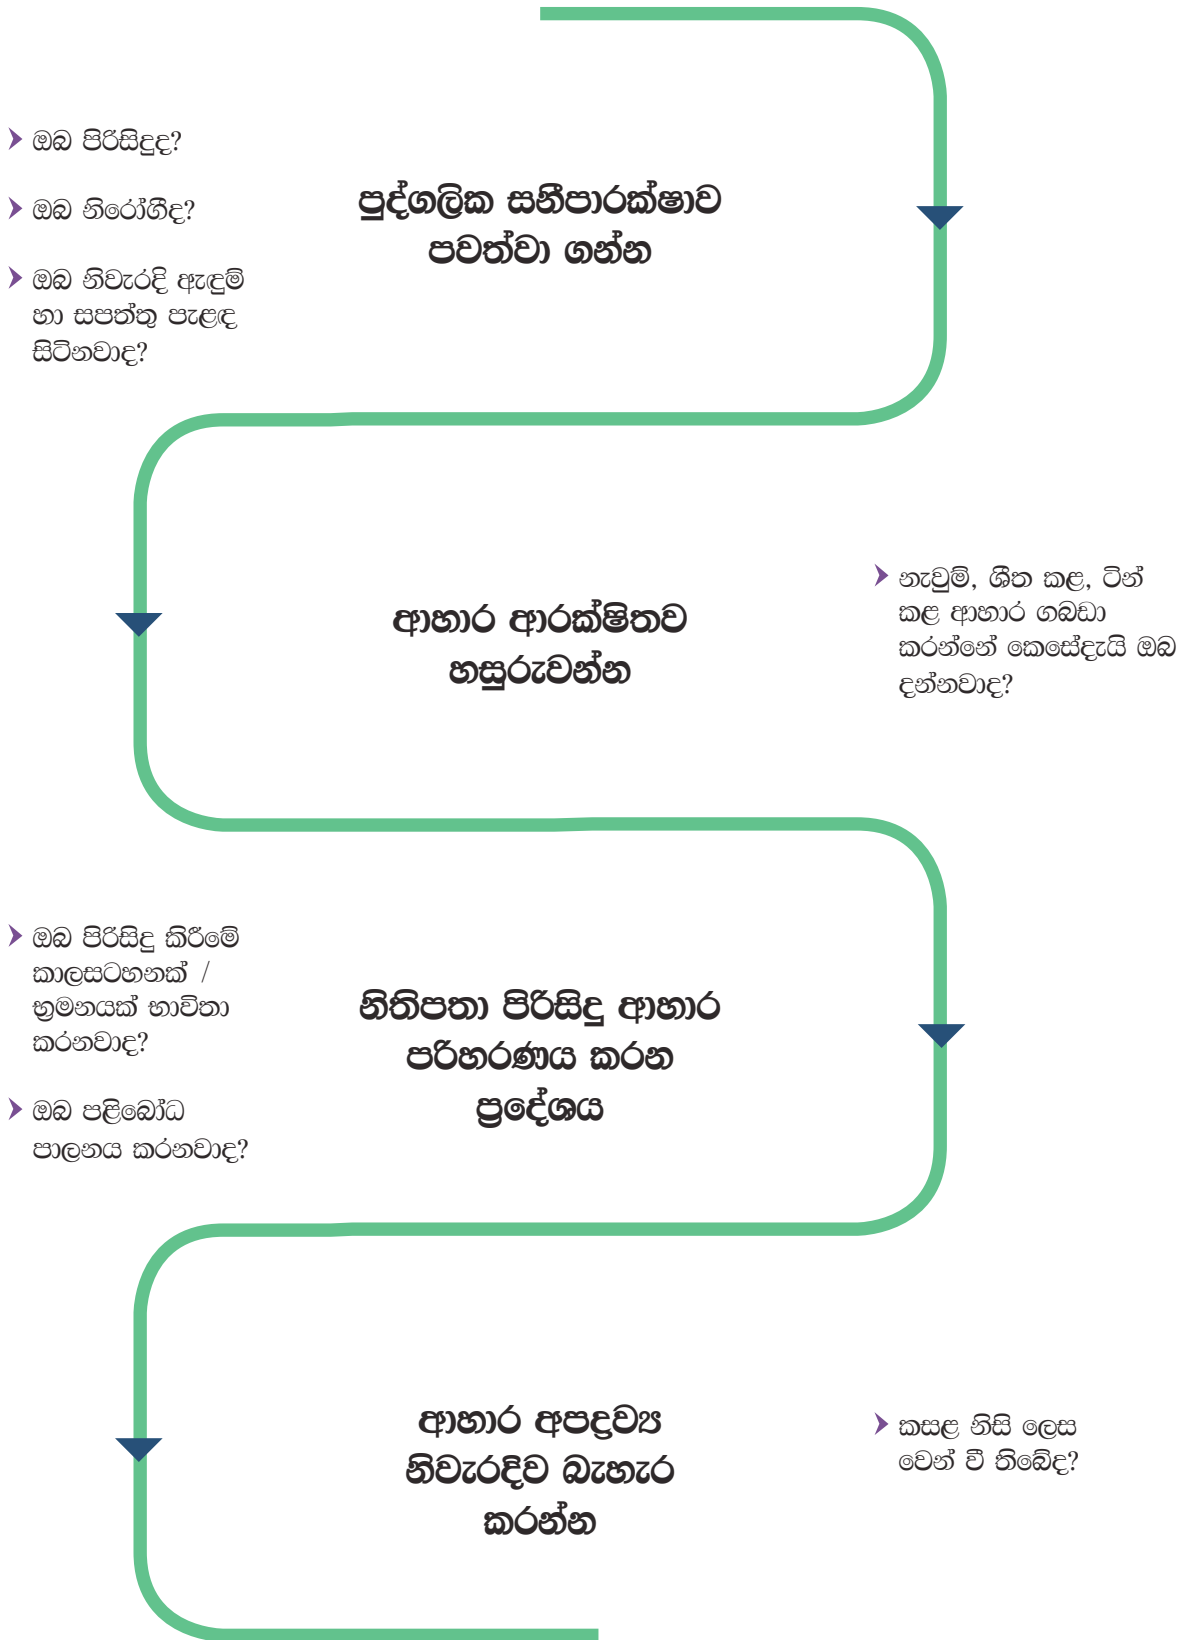 ඔබ පිරිසිදුද?
ඔබ නිරෝගීද?
ඔබ නිවැරදි ඇඳුම්
හා සපත්තු පැළඳ
සිටිනවාද?
පුද්ගලික සනීපාරක්ෂාව
පවත්වා ගන්න
ආහාර ආරක්ෂිතව
හසුරුවන්න
නැවුම්, ශීත කළ, ටින්
කළ ආහාර ගබඩා
කරන්නේ කෙසේදැයි ඔබ
දන්නවාද?
ඔබ පිරිසිදු කිරීමේ
කාලසටහනක් /
භ්‍රමනයක් භාවිතා
කරනවාද?
ඔබ පළිබෝධ
පාලනය කරනවාද?
නිතිපතා පිරිසිදු ආහාර
පරිහරණය කරන
ප්‍රදේශය
ආහාර අපද්‍රව්‍ය
නිවැරදිව බැහැර
කරන්න
කසළ නිසි ලෙස
වෙන් වී තිබේද?